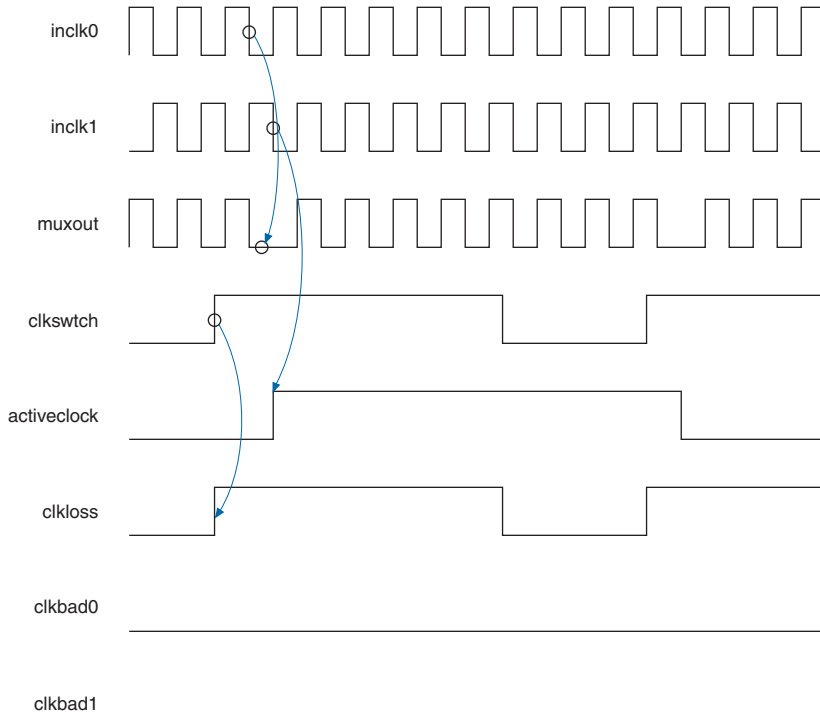 inclk0
inclk1
muxout
clkswtch
activeclock
clkloss
clkbad0
clkbad1